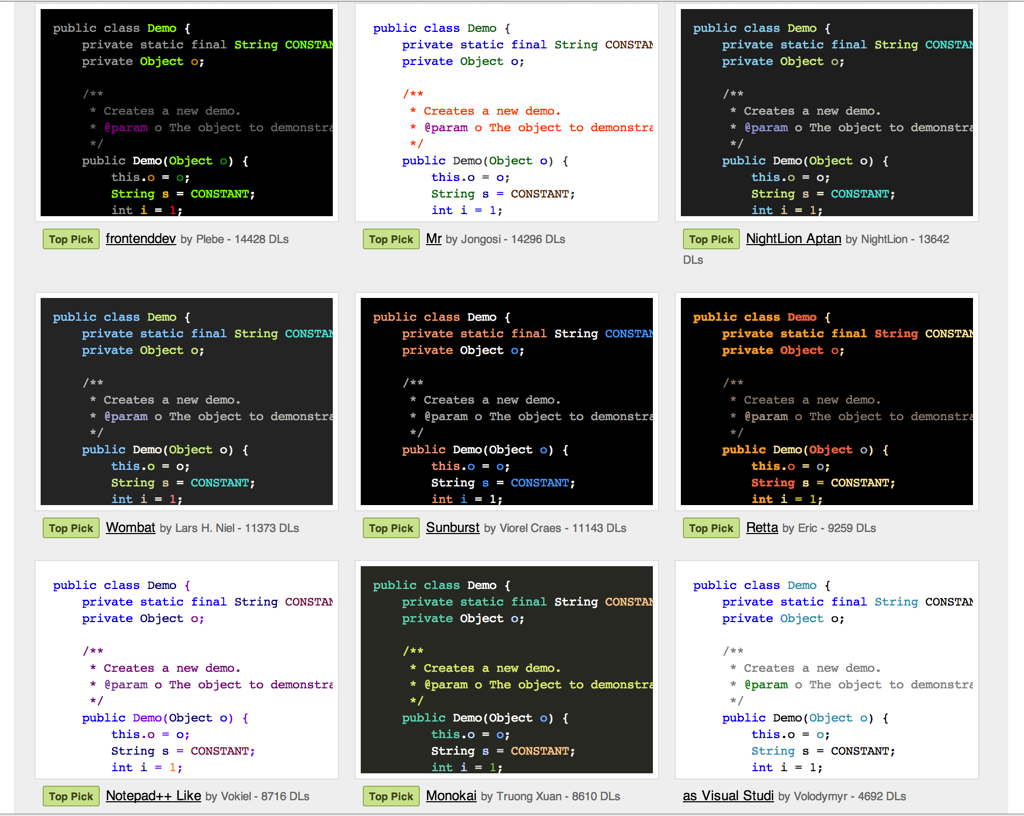 public class Demo {
private static final String CONSTAN
private Object o;
/**
* Creates a new demo.
* @param o The object to demonstra
*/
public Demo(Object o) {
this.o = o;
String s = CONSTANT;
int i = 1;
Top Pick frontenddev by Plebe - 14428 DLs
public class Demo {
private static final String CONSTAN
private Object o;
/**
* Creates a new demo.
* @param o The object to demonstra
*/
public Demo(Object o) {
this.o = o;
String s = CONSTANT;
int i = 1;
Top Pick Mr by Jongosi - 14296 DLs
public class Demo {
private static final String CONSTAN
private Object o;
/**
* Creates a new demo.
* @param o The object to demonstra
*/
public Demo(Object o) {
this.o = o;
String s = CONSTANT;
int i = 1;
Top Pick NightLion Aptan by NightLion - 13642
DLs
public class Demo {
private static final String CONSTAN
private Object o;
/**
* Creates a new demo.
* @param o The object to demonstra
*/
public Demo(Object o) {
this.o = o;
String s = CONSTANT;
int i = 1;
Top Pick Wombat by Lars H. Niel - 11373 DLs
public class Demo {
private static final String CONSTAN
private Object o;
/**
* Creates a new demo.
* @param o The object to demonstra
*/
public Demo(Object o) {
this.o = o;
String s = CONSTANT;
int i = 1;
Top Pick Sunburst by Viorel Craes - 11143 DLs
public class Demo {
private static final String CONSTAN
private Object o;
/**
* Creates a new demo.
* @param o The object to demonstra
*/
public Demo(Object o) {
this.o = o;
String s = CONSTANT;
int i = 1;
Top Pick Retta by Eric - 9259 DLs
public class Demo {
private static final String CONSTAN
private Object o;
/**
* Creates a new demo.
* @param o The object to demonstra
*/
public Demo(Object o) {
this.o = o;
String s = CONSTANT;
int i = 1;
Top Pick Notepad++ Like by Vokiel - 8716 DLs
public class Demo {
private static final String CONSTAN
private Object o;
/**
* Creates a new demo.
* @param o The object to demonstra
*/
public Demo(Object o) {
this.o = o;
String s = CONSTANT;
int i = 1;
Top Pick Monokai by Truong Xuan - 8610 DLs
public class Demo {
private static final String CONSTAN
private Object o;
/**
* Creates a new demo.
* @param o The object to demonstra
*/
public Demo(Object o) {
this.o = o;
String s = CONSTANT;
int i = 1;
as Visual Studi by Volodymyr - 4692 DLs